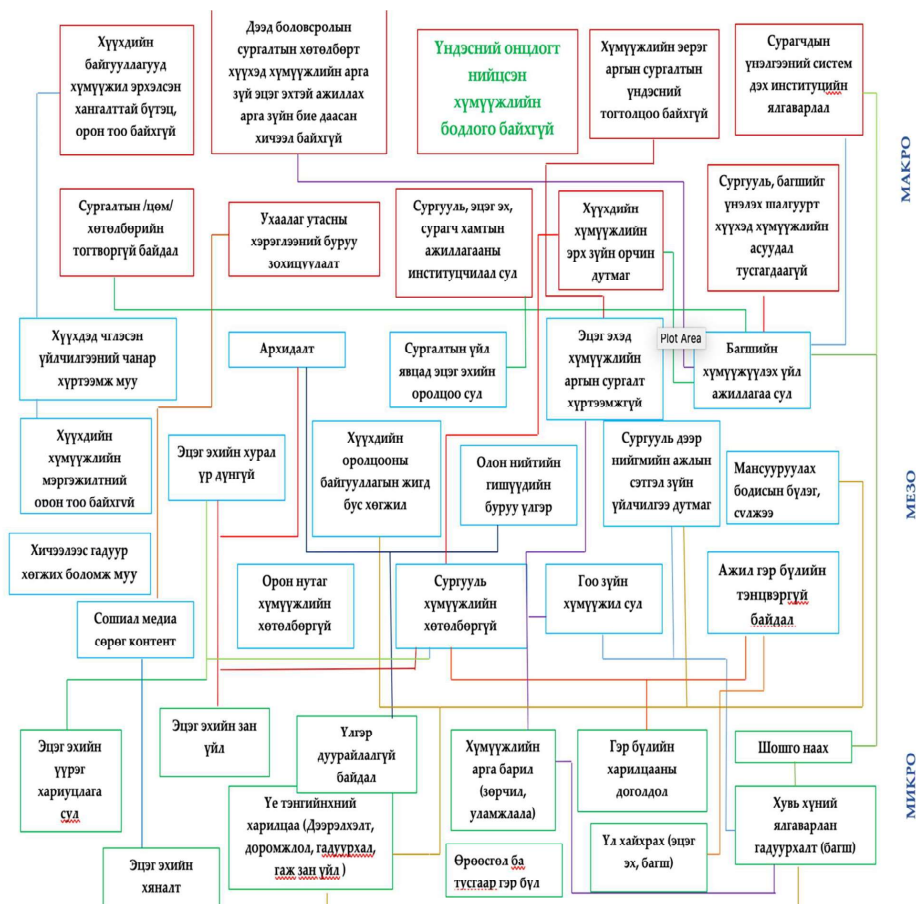 Хүүхдийн
байгууллагууд
хүмүүжил эрхэлсэн
хангалттай бүтэц,
орон тоо байхгүй
Дээд боловсролын
сургалтын хөтөлбөрт
хүүхэд хүмүүжлийн арга
зүй эцэг эхтэй ажиллах
арга зүйн бие даасан
хичээл байхгүй
Үндэсний онцлогт
нийцсэн
хүмүүжлийн
бодлого байхгүй
Хүмүүжлийн эерэг
аргын сургалтын
үндэсний
тогтолцоо байхгүй
Сурагчдын
үнэлгээний систем
дэх институцийн
ялгаварлал
МАКРО
Сургалтын /цөм/
хөтөлбөрийн
тогтворгүй байдал
Ухаалаг утасны
хэрэглээний буруу
зохицуулалт
Сургууль, эцэг эх,
сурагч хамтын
ажиллагааны
институцчилал сул
Хүүхдийн
хүмүүжлийн
эрх зүйн орчин
дутмаг
Сургууль, багшийг
үнэлэх шалгуурт
хүүхэд хүмүүжлийн
асуудал
тусгагдаагүй
Хүүхдэд чглэсэн
үйлчилгээний чанар
хүртээмж муу
Архидалт
Сургалтын үйл
явцад эцэг эхийн
оролцоо сул
Эцэг эхэд
хүмүүжлийн
аргын сургалт
хүртээмжгүй
Plot Area
Багшийн
хүмүүжүүлэх үйл
ажиллагаа сул
Хүүхдийн
хүмүүжлийн
мэргэжилтний
орон тоо байхгүй
Эцэг эхийн хурал
үр дүнгүй
Хүүхдийн
оролцооны
байгууллагын жигд
бус хөгжил
Олон нийтийн
гишүүдийн
буруу үлгэр
Сургууль дээр
нийгмийн ажлын
сэтгэл зүйн
үйлчилгээ дутмаг
Мансууруулах
бодисын бүлэг,
сүлжээ
МЕЗО
Хичээлээс гадуур
хөгжих боломж муу
Орон нутаг
хүмүүжлийн
хөтөлбөргүй
Сургууль
хүмүүжлийн
хөтөлбөргүй
Гоо зүйн
хүмүүжил сул
Ажил гэр бүлийн
тэнцвэргүй
байдал
Сошиал медиа
сөрөг контент
Эцэг эхийн
үүрэг
хариуцлага
сул
Эцэг эхийн зан
үйл
Үлгэр
дуурайлалгүй
байдал
Хүмүүжлийн
арга барил
(зөрчил,
уламжлала)
Гэр бүлийн
харилцааны
доголдол
Шошго наах
МИКРО
Үе тэнгийнхний
харилцаа (Дээрэлхэлт,
доромжлол, гадуурхал,
гаж зан үйл )
Хувь хүний
ялгаварлан
гадуурхалт (багш)
Үл хайхрах (эцэг
эх, багш)
Өрөөсгөл ба
тусгаар гэр бүл
Эцэг эхийн
хяналт